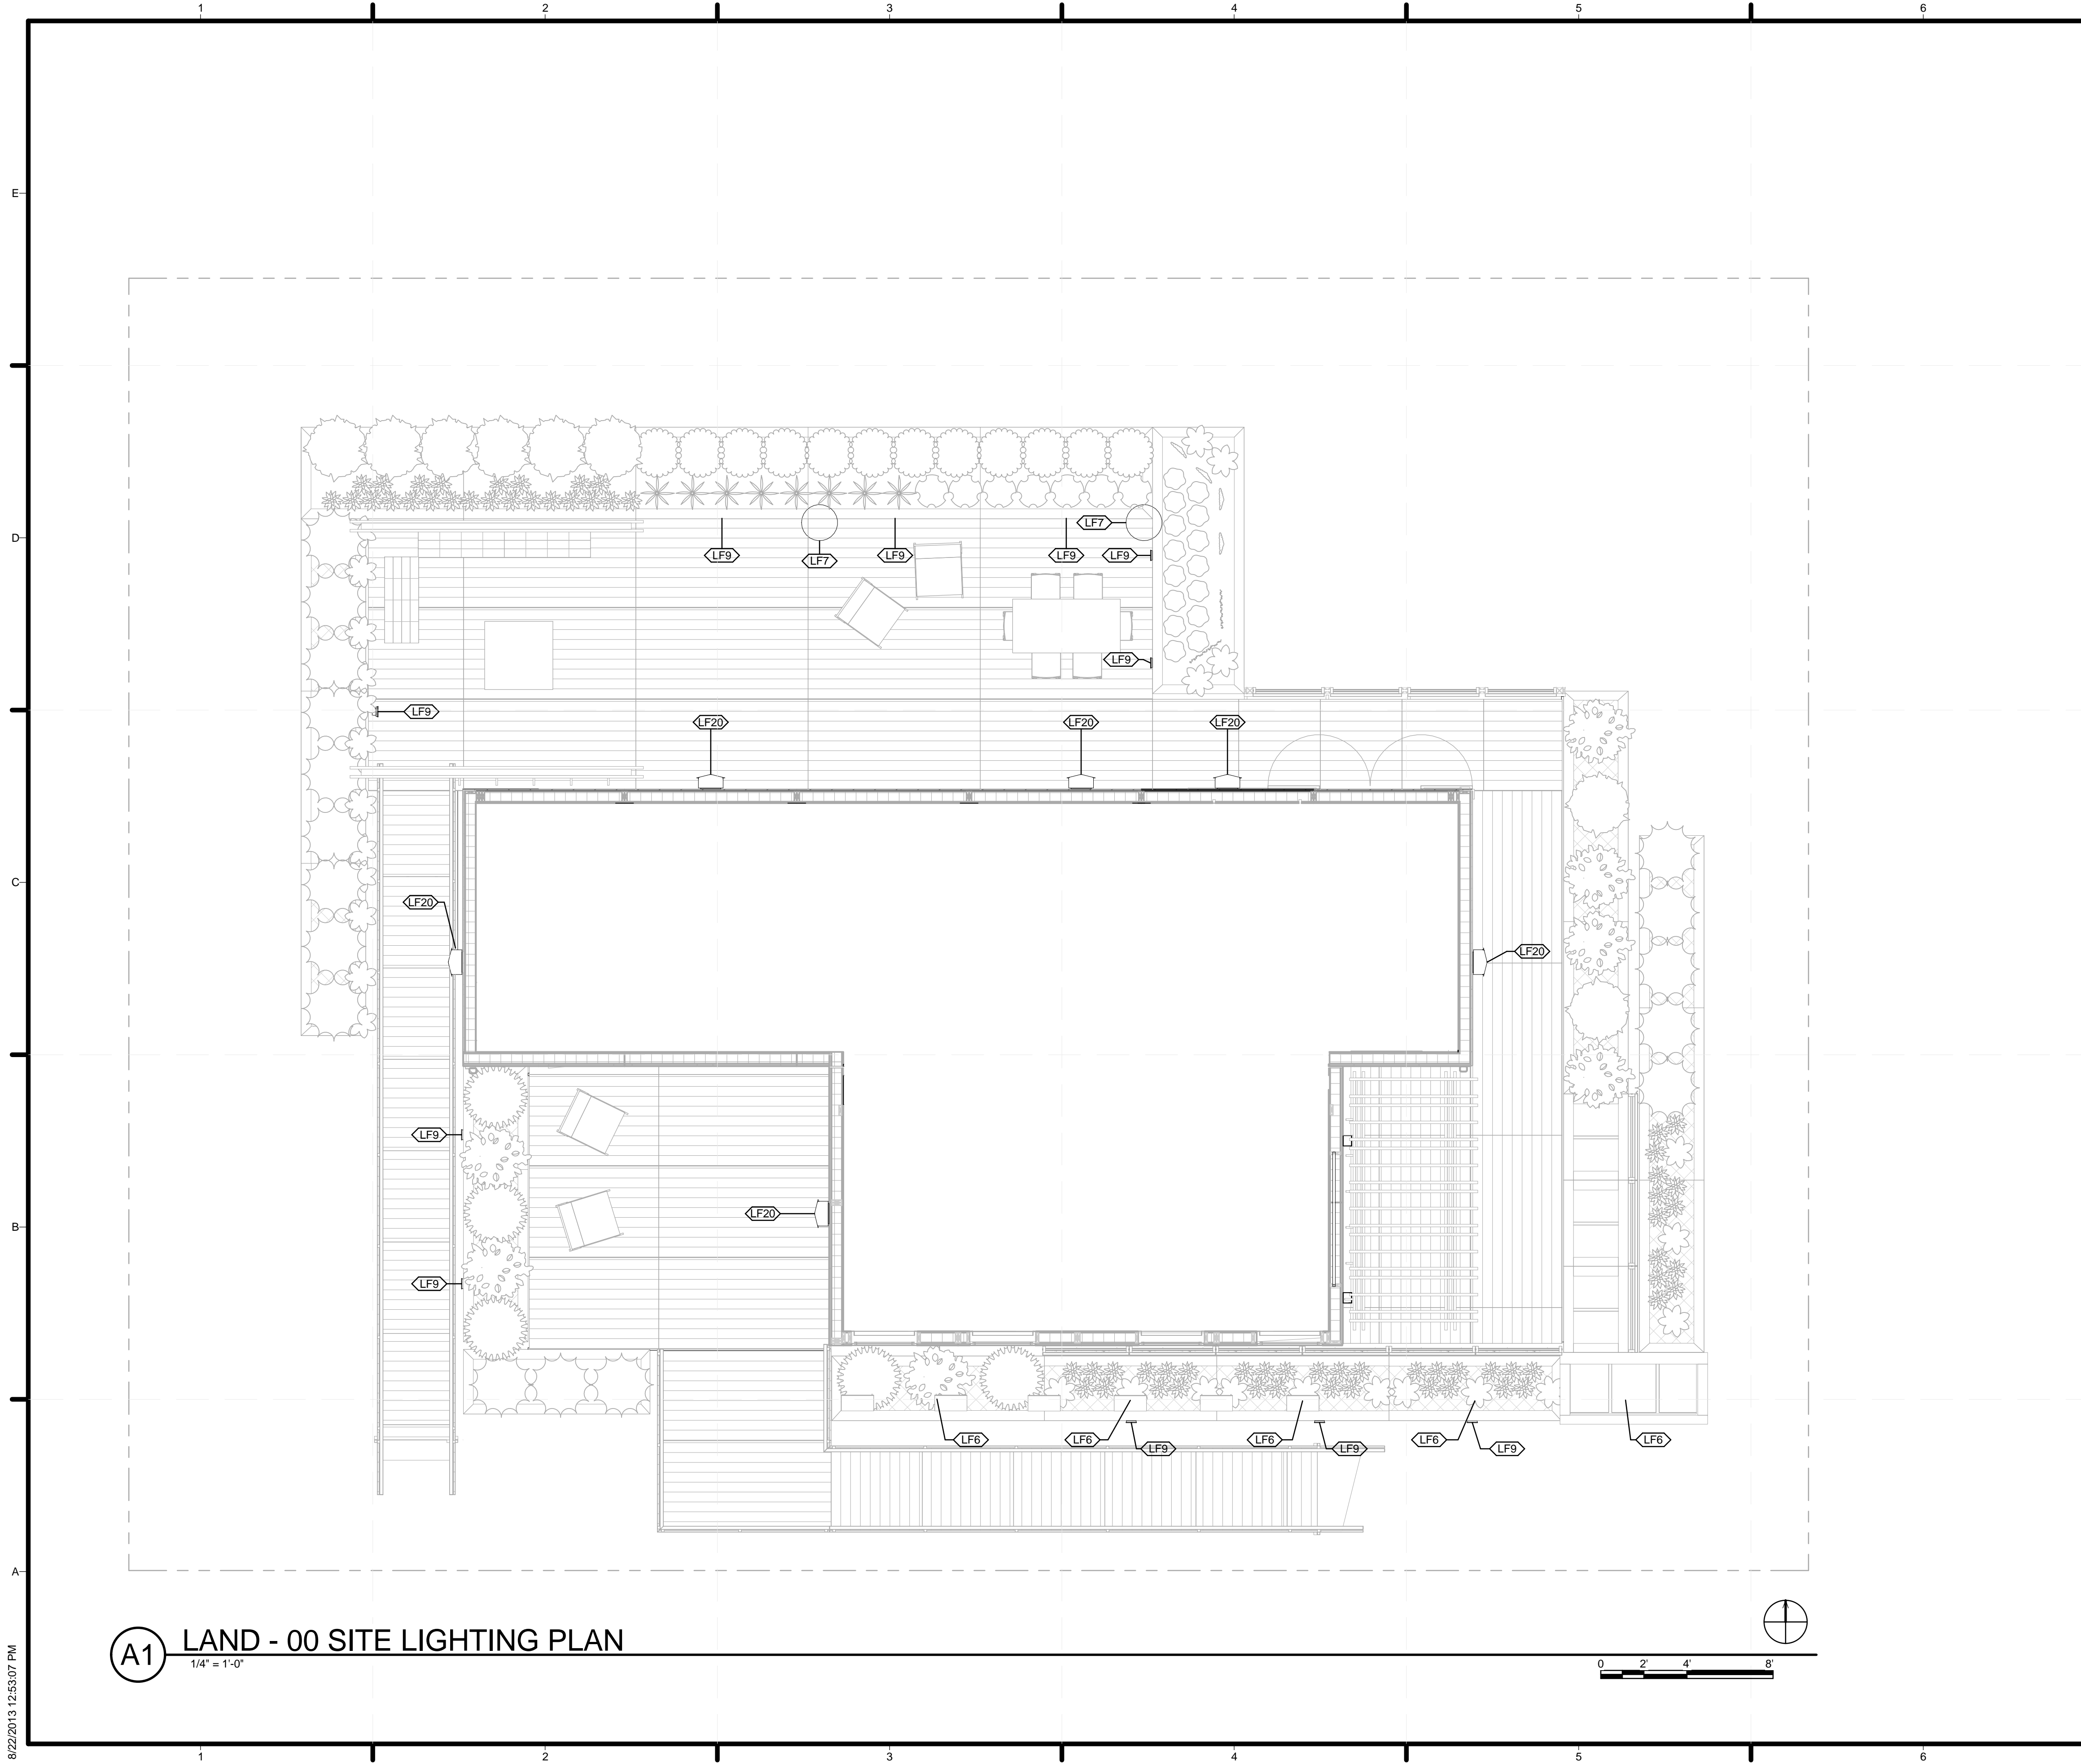 1 2 3 4 5 6
E
D
LF7
LF9 LF7 LF9 LF9 LF9
LF9
LF9
LF20 LF20 LF20
C
LF20
LF20
LF9
B
LF20
LF9
LF6 LF6 LF9 LF6 LF9 LF6 LF9 LF6
A
A1
LAND - 00 SITE LIGHTING PLAN
1/4" = 1'-0"
0 2' 4' 8'
8/22/2013 12:53:07 PM
1 2 3 4 5 6